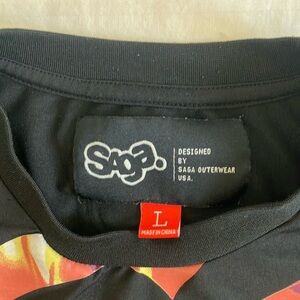 Saga.
DESIGNED
BY
SAGA OUTERWEAR
USA.
L
MADE IN CHINA